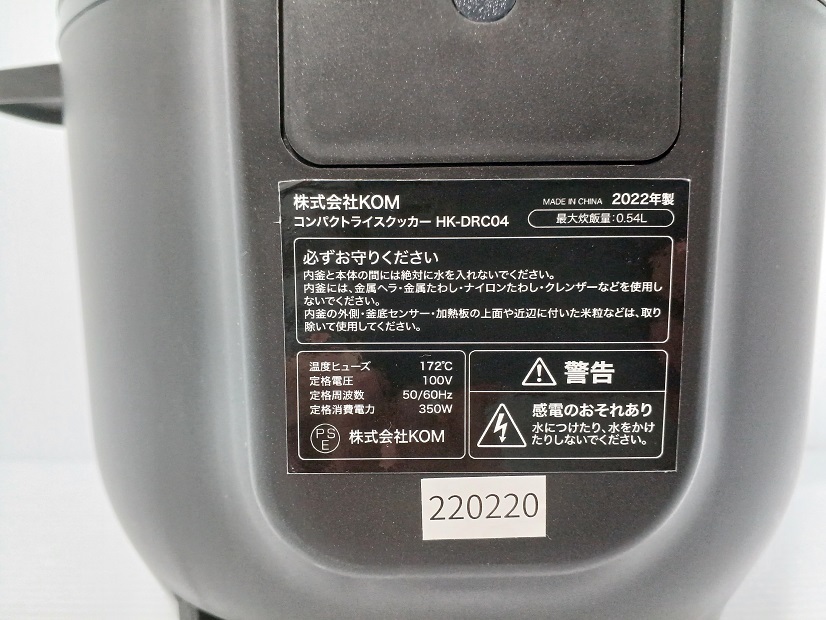 株式会社KOM
MADE IN CHINA 2022年製
コンパクトライスクッカー HK-DRC04
最大炊飯量:0.54L
必ずお守りください
内釜と本体の間には絶対に水を入れないでください。
内釜には、金属ヘラ・金属たわし・ナイロンたわし・クレンザーなどを使用し
ないでください。
内釜の外側・釜底センサー・加熱板の上面や近辺に付いた米粒などは、取り
除いて使用してください。
温度ヒューズ 172℃
定格電圧 100V
定格周波数 50/60Hz
定格消費電力 350W
PSE 株式会社KOM
警告
感電のおそれあり
水につけたり、水をかけ
たりしないでください。
220220